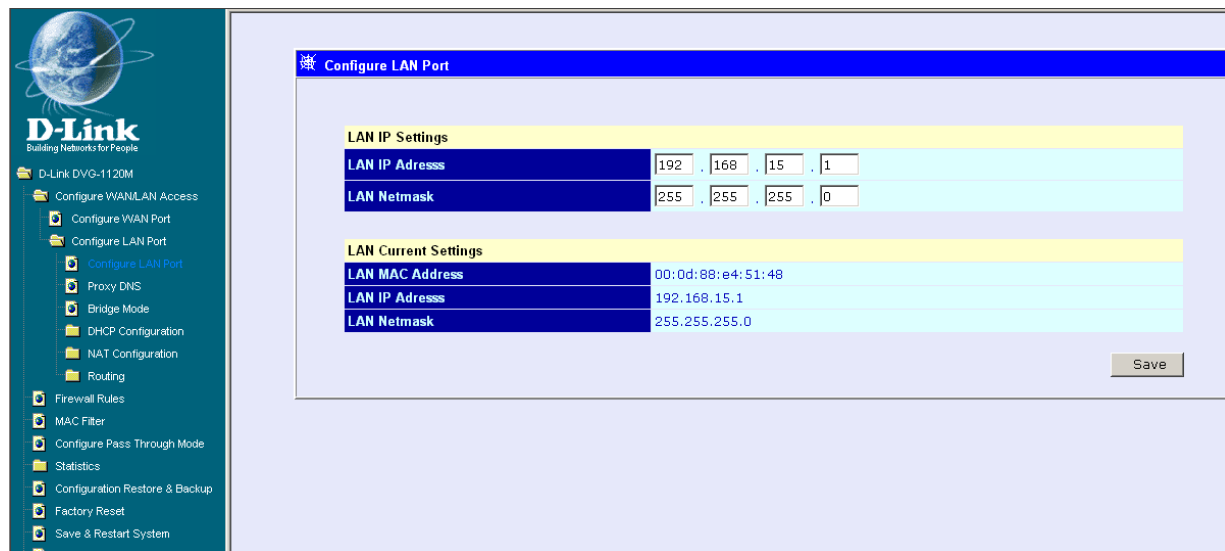 D-Link
Building Networks for People
D-Link DVG-1120M
Configure WAN/LAN Access
Configure WAN Port
Configure LAN Port
Configure LAN Port
Proxy DNS
Bridge Mode
DHCP Configuration
NAT Configuration
Routing
Firewall Rules
MAC Filter
Configure Pass Through Mode
Statistics
Configuration Restore & Backup
Factory Reset
Save & Restart System
Configure LAN Port
LAN IP Settings
LAN IP Adresss 192 . 168 . 15 . 1
LAN Netmask 255 . 255 . 255 . 0
LAN Current Settings
LAN MAC Address 00:0d:88:e4:51:48
LAN IP Adresss 192.168.15.1
LAN Netmask 255.255.255.0
Save